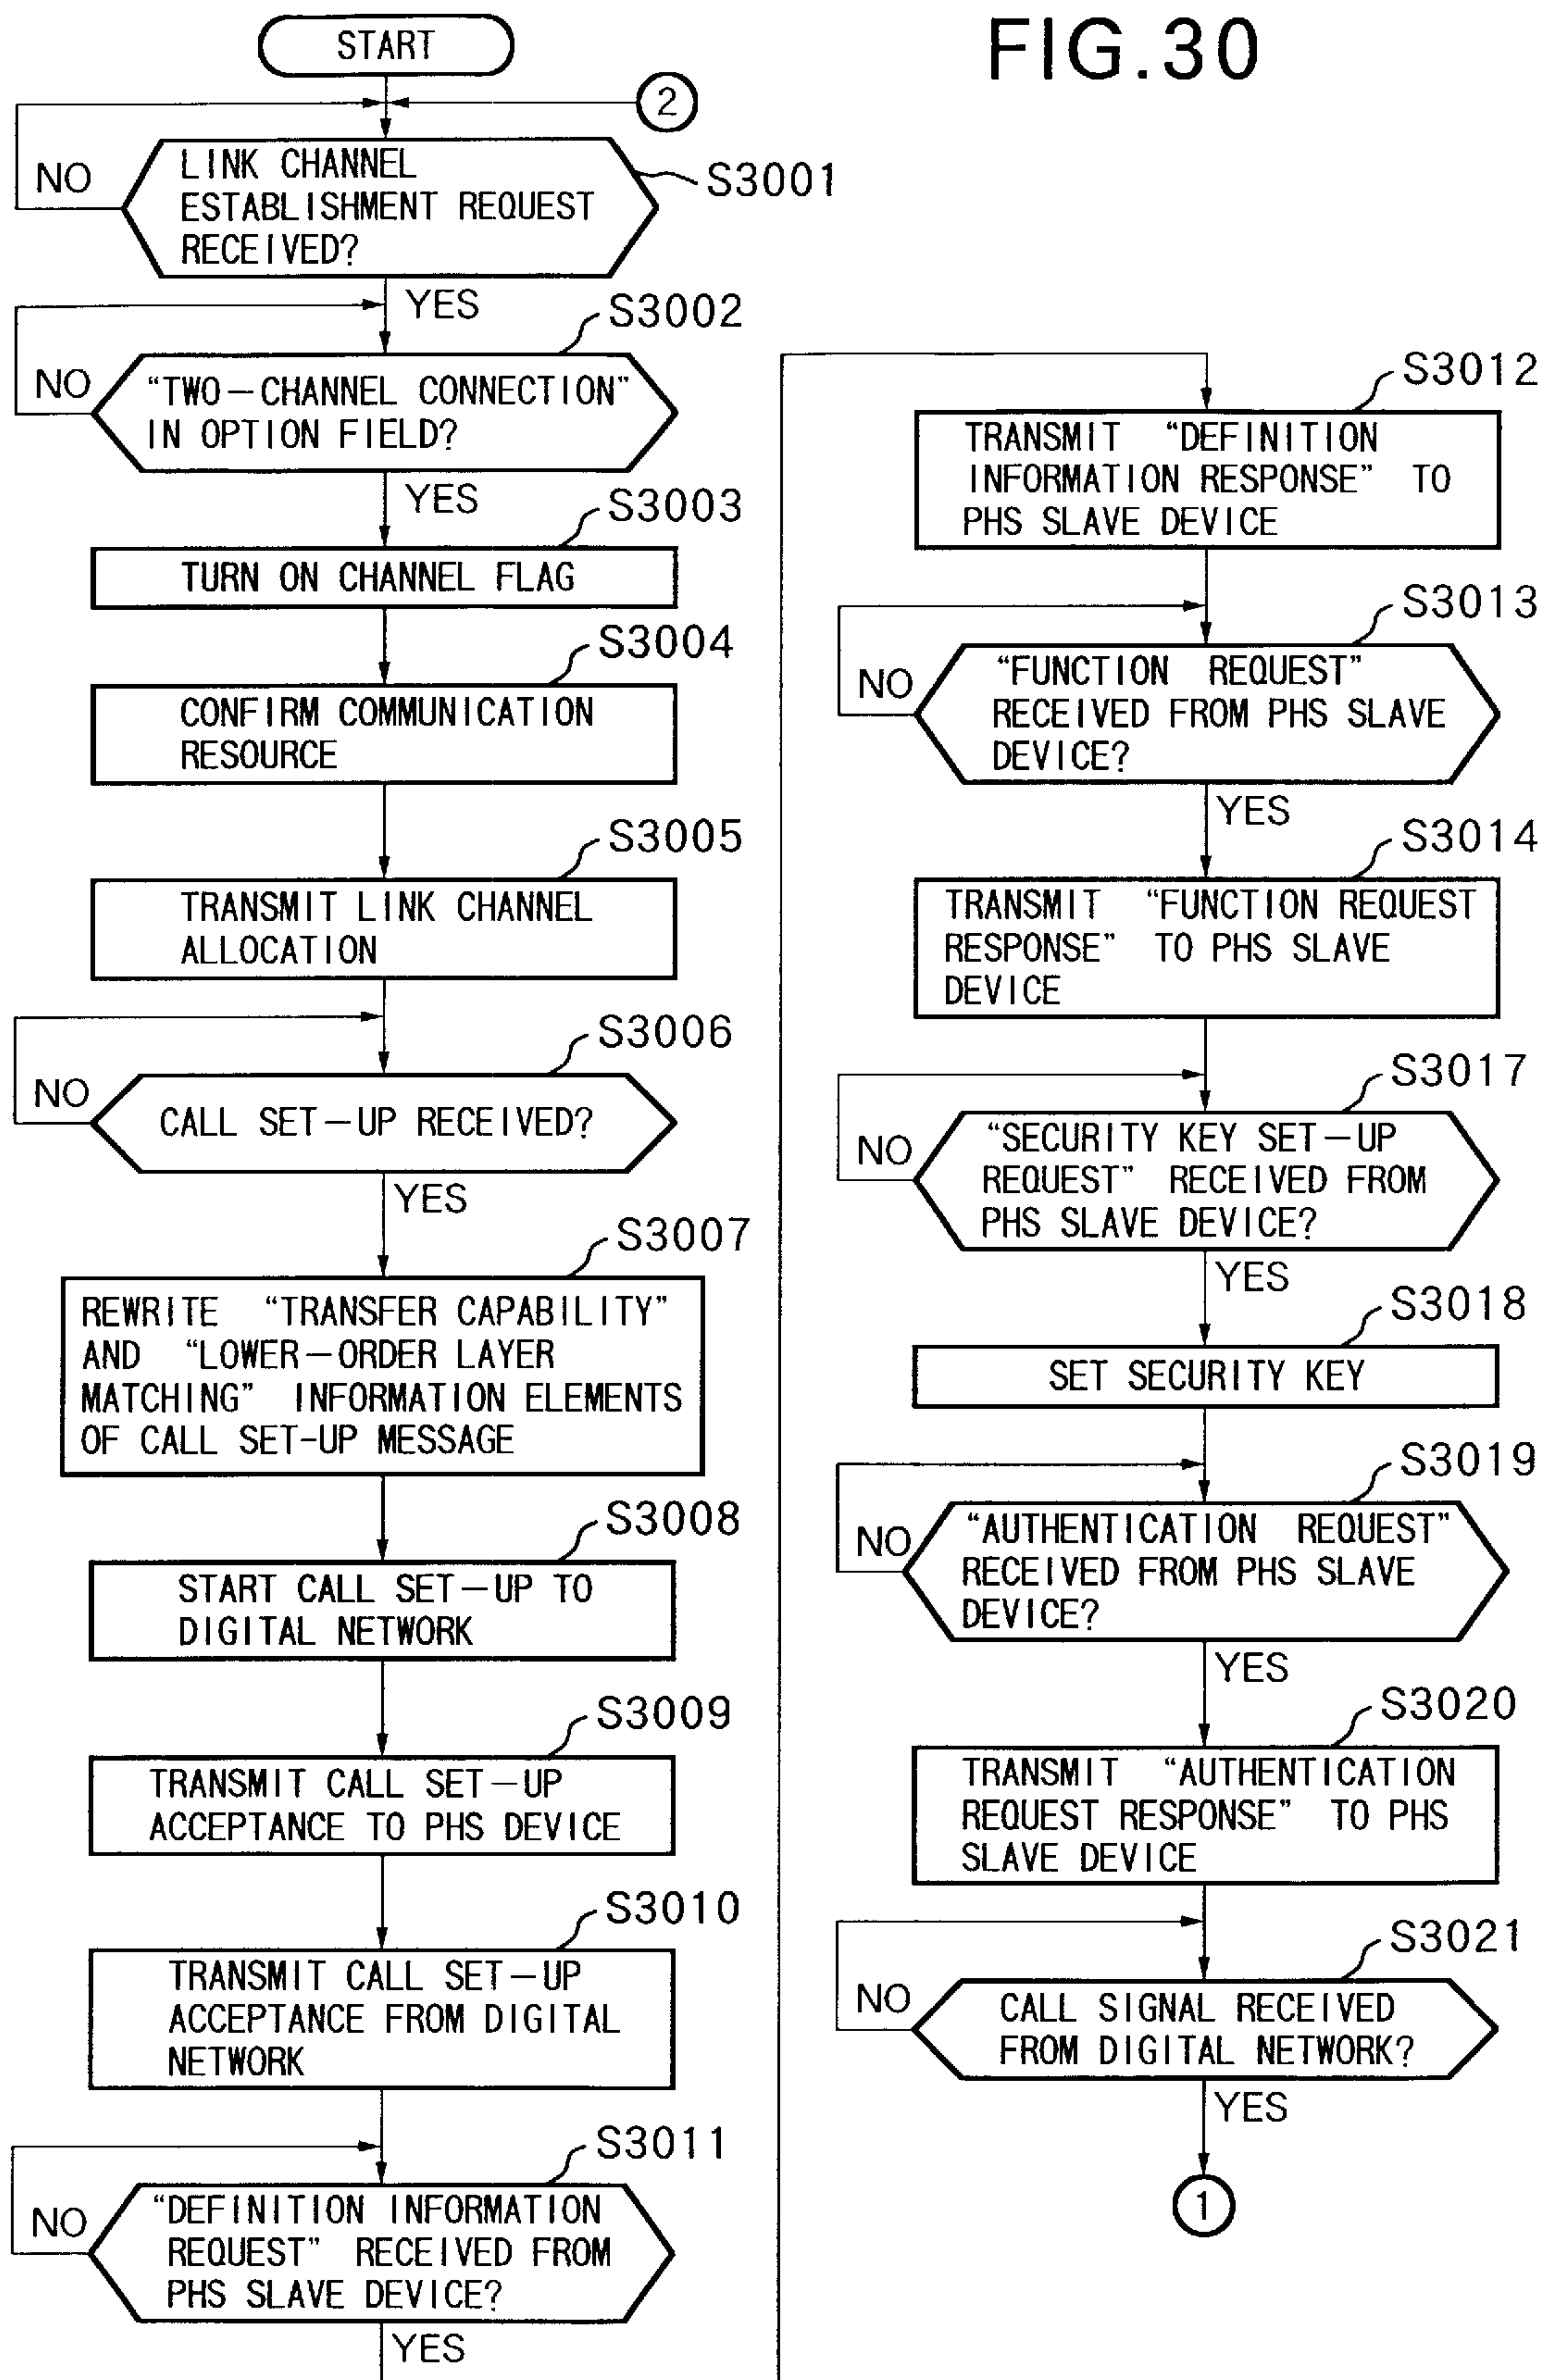 FIG.30
START
2
NO
LINK CHANNEL
ESTABLISHMENT REQUEST
RECEIVED?
S3001
YES
S3002
NO
“TWO–CHANNEL CONNECTION”
IN OPTION FIELD?
YES
S3003
TURN ON CHANNEL FLAG
S3004
CONFIRM COMMUNICATION
RESOURCE
S3005
TRANSMIT LINK CHANNEL
ALLOCATION
S3006
NO
CALL SET–UP RECEIVED?
YES
S3007
REWRITE “TRANSFER CAPABILITY”
AND “LOWER–ORDER LAYER
MATCHING” INFORMATION ELEMENTS
OF CALL SET-UP MESSAGE
S3008
START CALL SET–UP TO
DIGITAL NETWORK
S3009
TRANSMIT CALL SET–UP
ACCEPTANCE TO PHS DEVICE
S3010
TRANSMIT CALL SET–UP
ACCEPTANCE FROM DIGITAL
NETWORK
S3011
NO
“DEFINITION INFORMATION
REQUEST” RECEIVED FROM
PHS SLAVE DEVICE?
YES
S3012
TRANSMIT “DEFINITION
INFORMATION RESPONSE” TO
PHS SLAVE DEVICE
S3013
NO
“FUNCTION REQUEST”
RECEIVED FROM PHS SLAVE
DEVICE?
YES
S3014
TRANSMIT “FUNCTION REQUEST
RESPONSE” TO PHS SLAVE
DEVICE
S3017
NO
“SECURITY KEY SET–UP
REQUEST” RECEIVED FROM
PHS SLAVE DEVICE?
YES
S3018
SET SECURITY KEY
S3019
NO
“AUTHENTICATION REQUEST”
RECEIVED FROM PHS SLAVE
DEVICE?
YES
S3020
TRANSMIT “AUTHENTICATION
REQUEST RESPONSE” TO PHS
SLAVE DEVICE
S3021
NO
CALL SIGNAL RECEIVED
FROM DIGITAL NETWORK?
YES
1